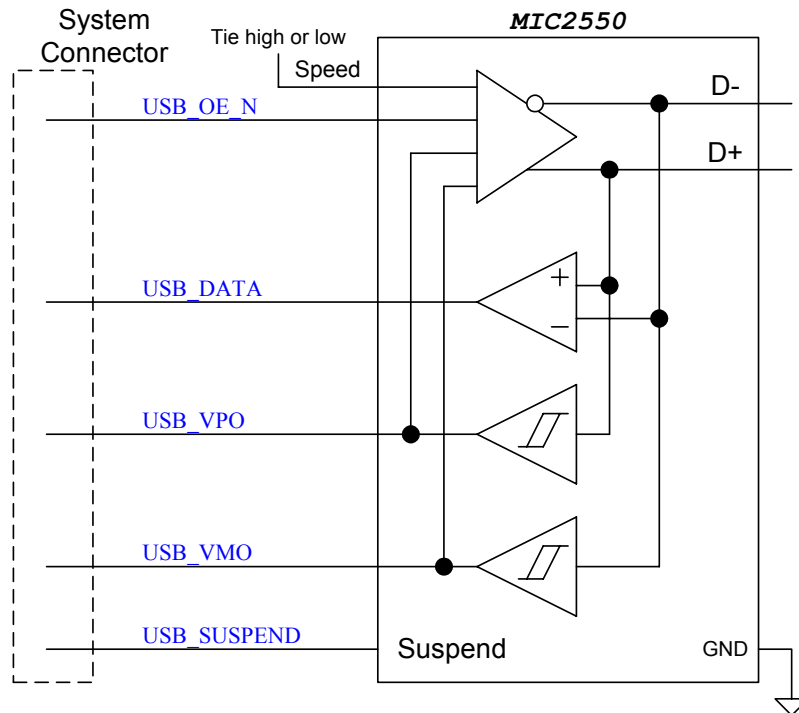 System
Connector
Tie high or low
Speed
MIC2550
USB_OE_N
D-
D+
USB_DATA
+
−
USB_VPO
USB_VMO
USB_SUSPEND
Suspend
GND